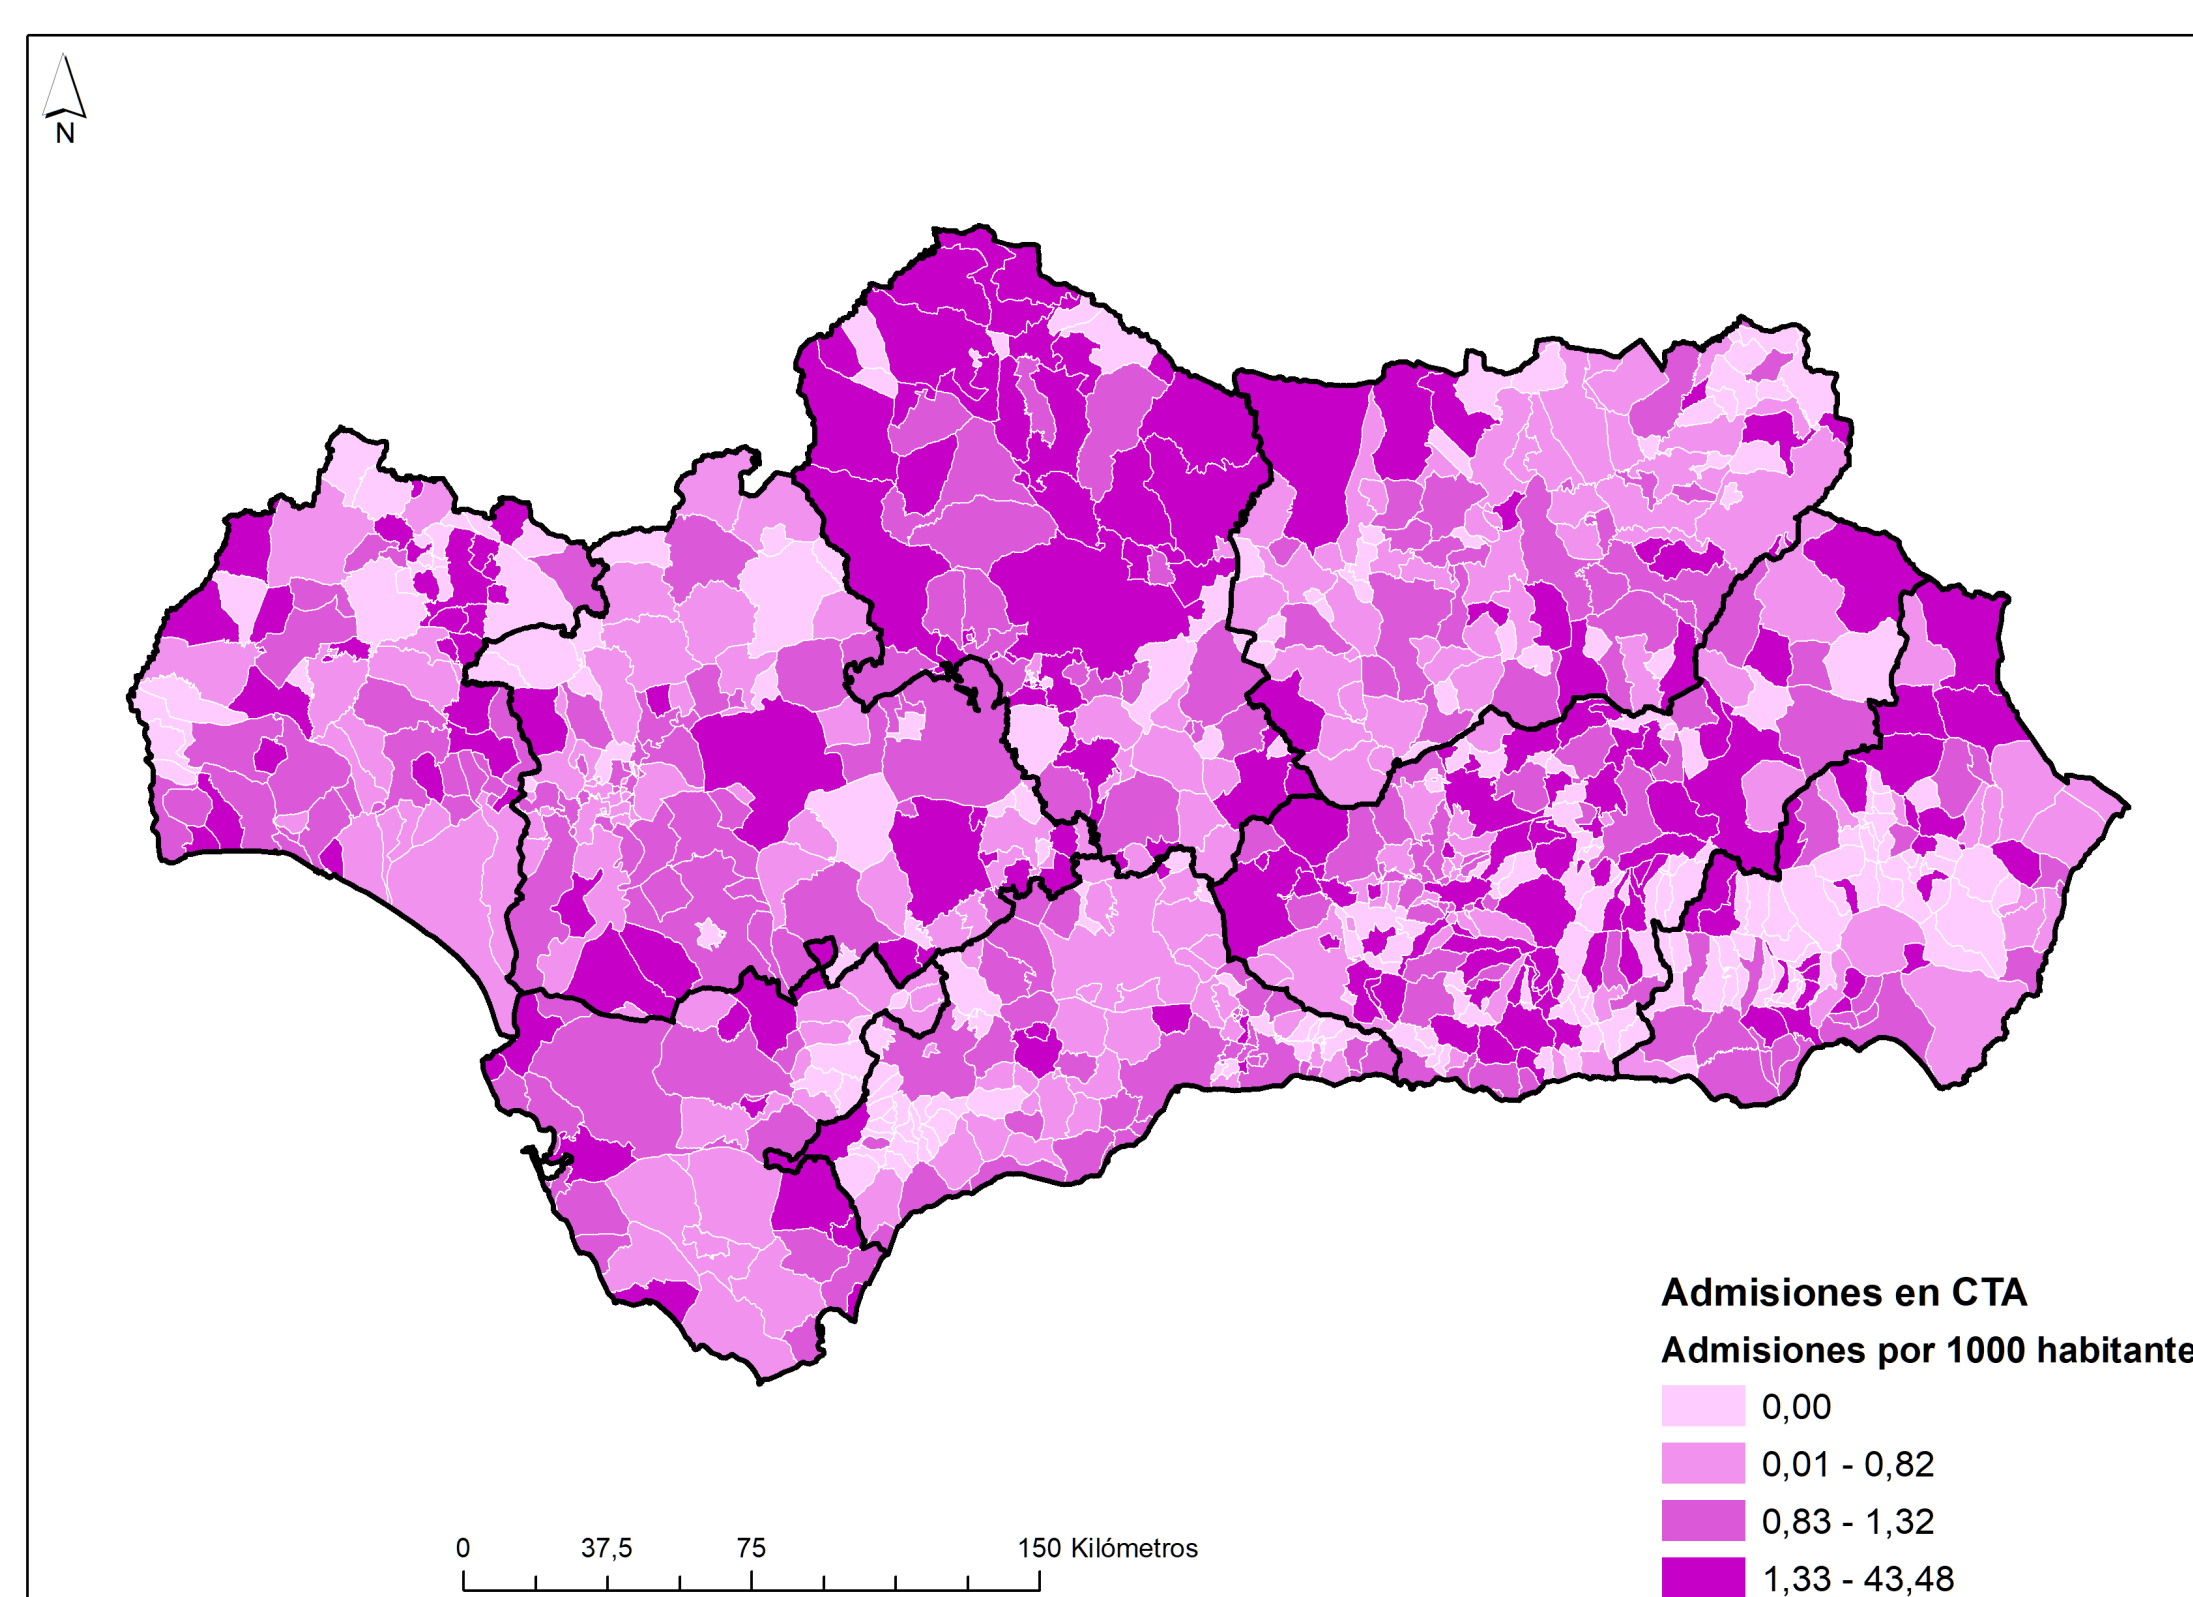 N
Admisiones en CTA
Admisiones por 1000 habitante
0,00
0,01 - 0,82
0,83 - 1,32
1,33 - 43,48
0 37,5 75 150 Kilómetros